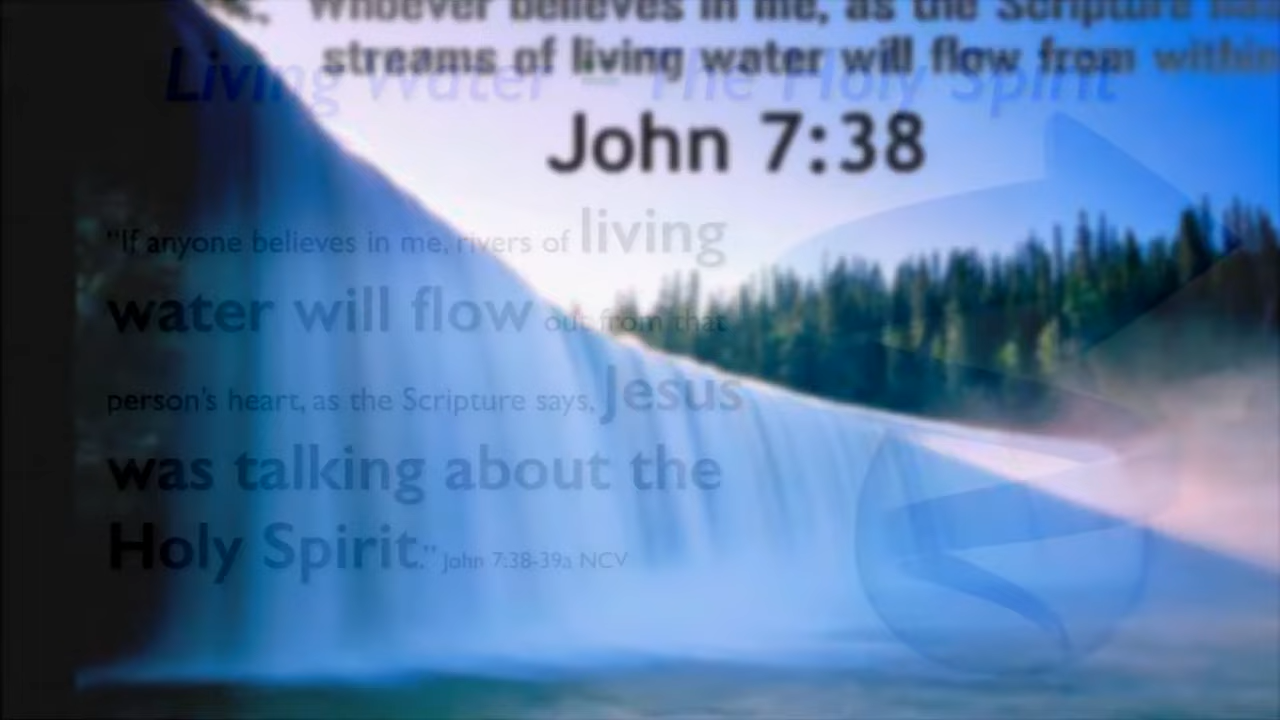 Whoever believes in me, as the Scripture has
streams of living water will flow from within
Living Water – The Holy Spirit
John 7:38
"If anyone believes in me, rivers of living
water will flow out from that
person's heart, as the Scripture says. Jesus
was talking about the
Holy Spirit." John 7:38-39a NCV